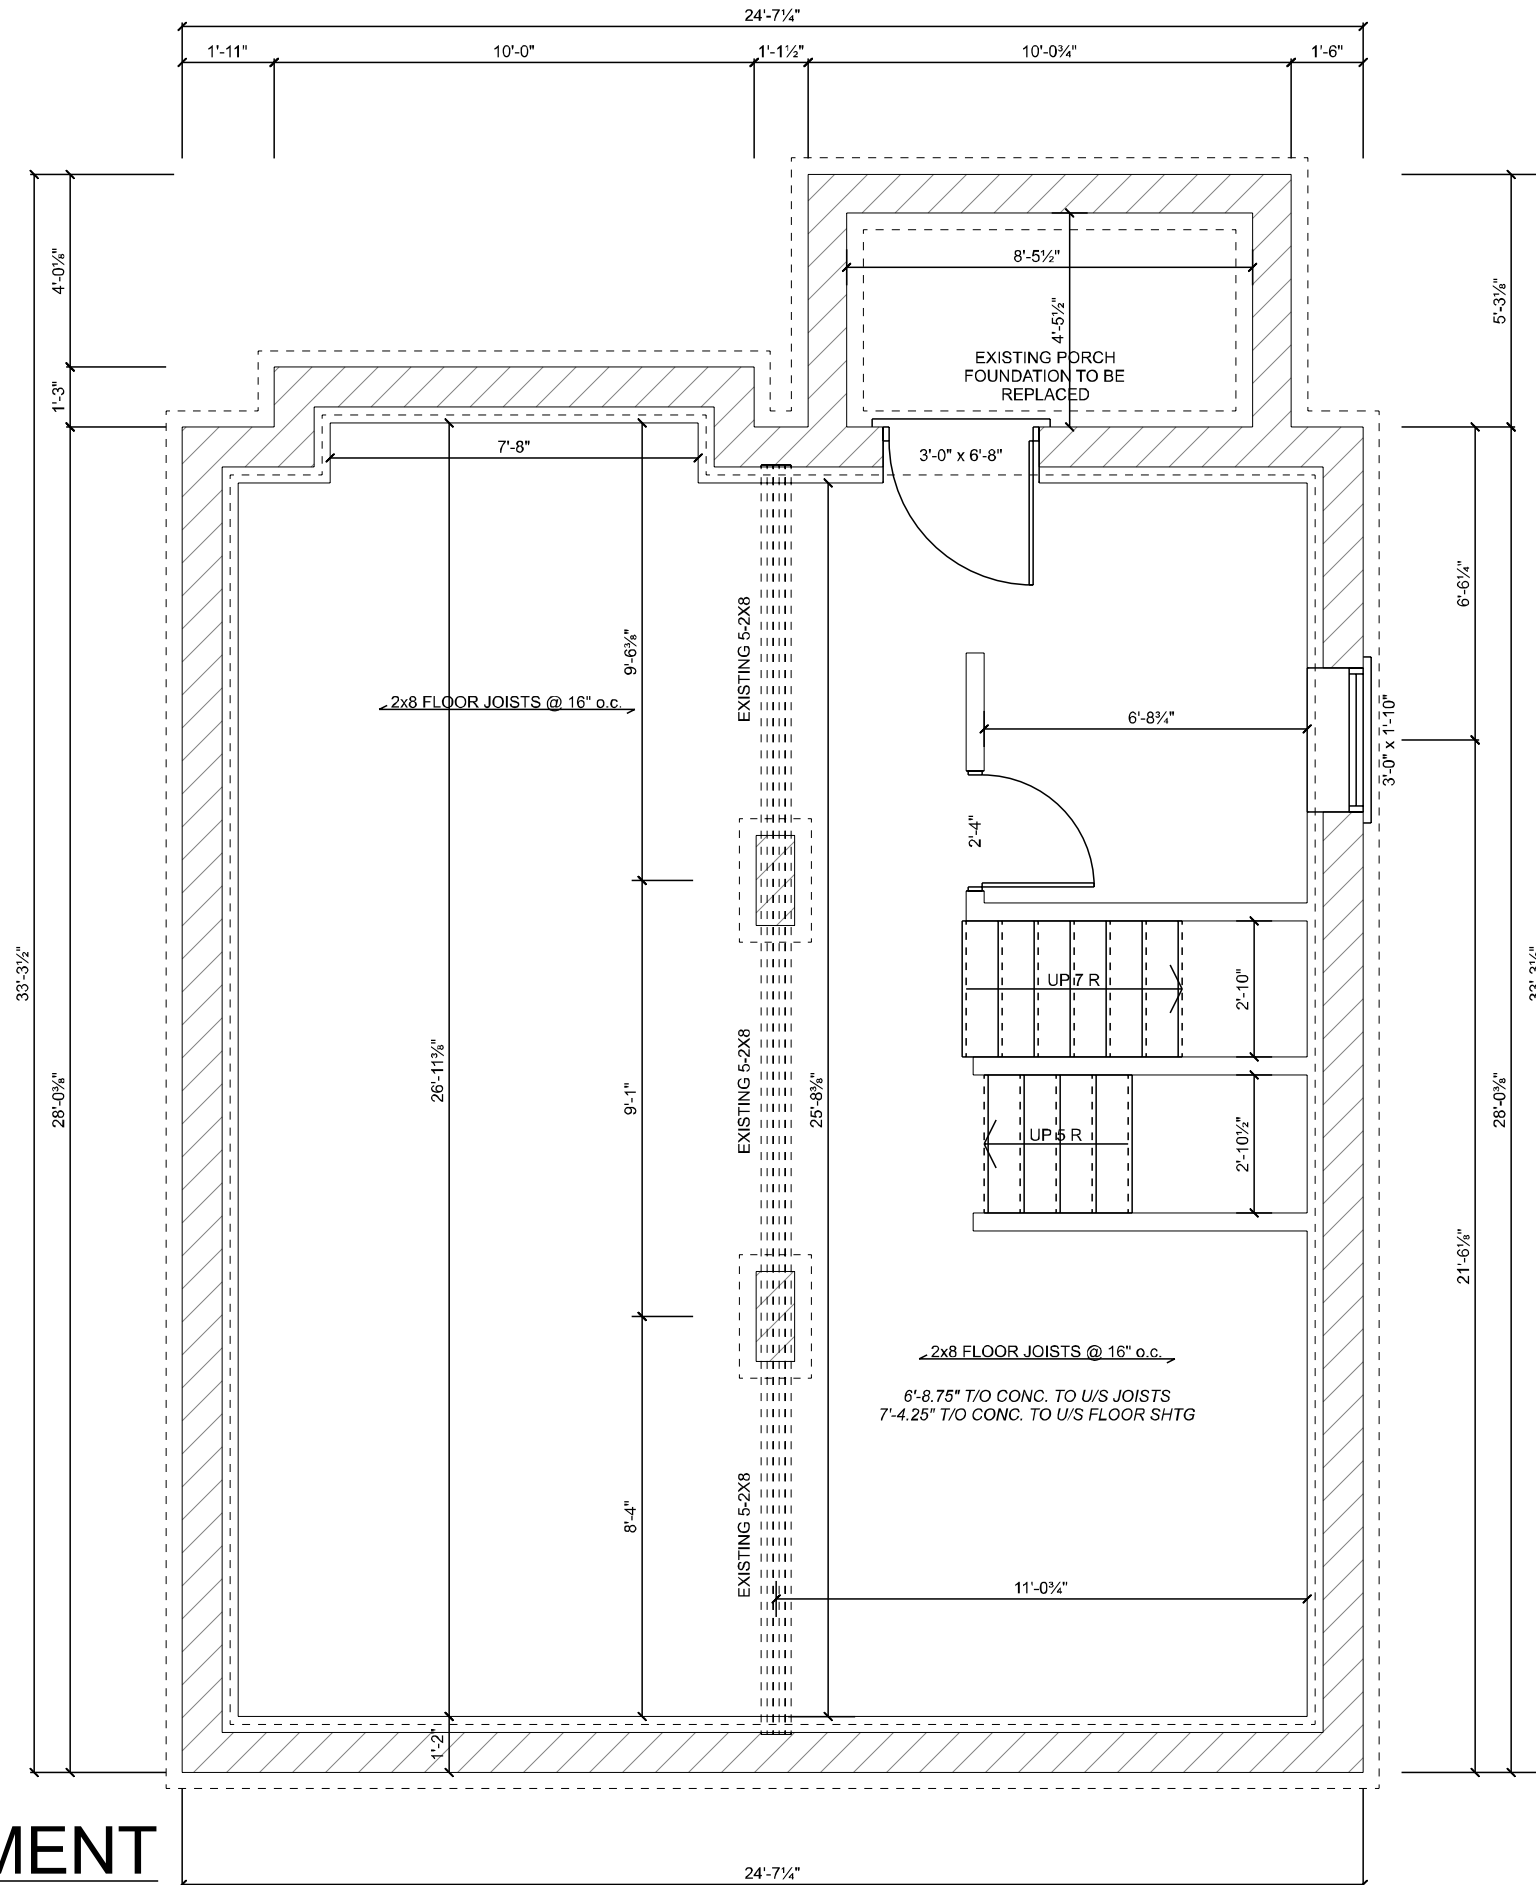 24'-7¼"
1'-11"
10'-0"
1'-1½"
10'-0¾"
1'-6"
4'-0⅛"
5'-3⅛"
8'-5½"
4'-5½"
EXISTING PORCH
FOUNDATION TO BE
REPLACED
1'-3"
7'-8"
3'-0" x 6'-8"
6'-6¼"
9'-6⅜"
EXISTING 5-2X8
2x8 FLOOR JOISTS @ 16" o.c.
6'-8¾"
3'-0" x 1'-10"
2'-4"
33'-3½"
UP 7 R
2'-10"
33'-3½"
28'-0⅜"
26'-11⅜"
9'-1"
EXISTING 5-2X8
25'-8⅜"
UP 5 R
2'-10½"
28'-0⅜"
21'-6⅛"
2x8 FLOOR JOISTS @ 16" o.c.
6'-8.75" T/O CONC. TO U/S JOISTS
7'-4.25" T/O CONC. TO U/S FLOOR SHTG
8'-4"
EXISTING 5-2X8
11'-0¾"
1'-2"
MENT
24'-7¼"